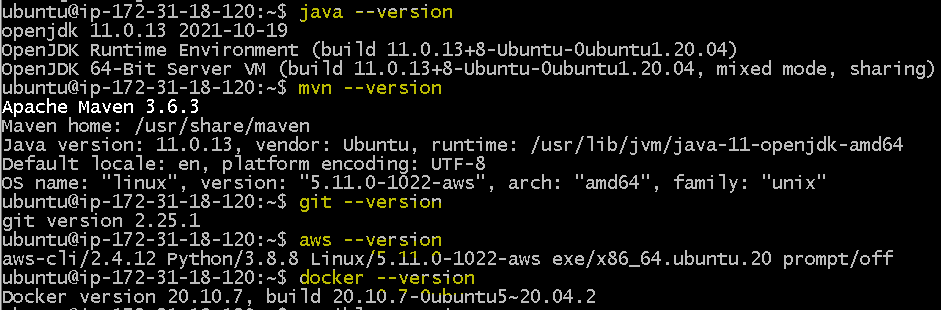 ubuntu@ip-172-31-18-120:~$ java --version
openjdk 11.0.13 2021-10-19
OpenJDK Runtime Environment (build 11.0.13+8-Ubuntu-0ubuntu1.20.04)
OpenJDK 64-Bit Server VM (build 11.0.13+8-Ubuntu-0ubuntu1.20.04, mixed mode, sharing)
ubuntu@ip-172-31-18-120:~$ mvn --version
Apache Maven 3.6.3
Maven home: /usr/share/maven
Java version: 11.0.13, vendor: Ubuntu, runtime: /usr/lib/jvm/java-11-openjdk-amd64
Default locale: en, platform encoding: UTF-8
OS name: "linux", version: "5.11.0-1022-aws", arch: "amd64", family: "unix"
ubuntu@ip-172-31-18-120:~$ git --version
git version 2.25.1
ubuntu@ip-172-31-18-120:~$ aws --version
aws-cli/2.4.12 Python/3.8.8 Linux/5.11.0-1022-aws exe/x86_64.ubuntu.20 prompt/off
ubuntu@ip-172-31-18-120:~$ docker --version
Docker version 20.10.7, build 20.10.7-0ubuntu5~20.04.2